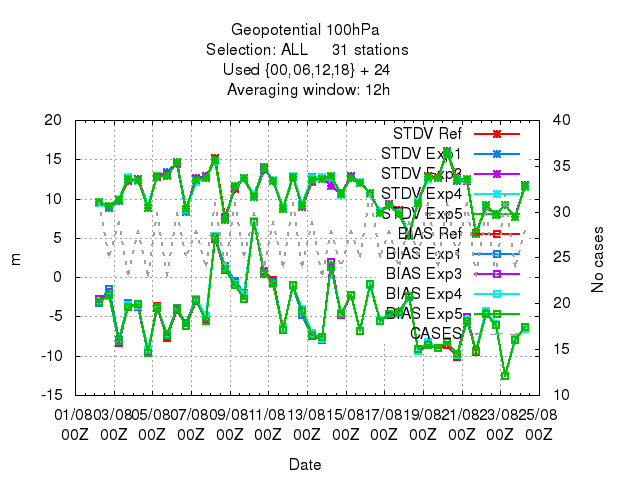 Geopotential 100hPa
Selection: ALL 31 stations
Used {00,06,12,18} + 24
Averaging window: 12h
20 40
15 35
10 30
5 25
0
-5 20
-10 15
-15 10
m
No cases
STDV Ref
STDV Exp1
STDV Exp3
STDV Exp4
STDV Exp5
BIAS Ref
BIAS Exp1
BIAS Exp3
BIAS Exp4
BIAS Exp5
CASES
01/08 03/08 05/08 07/08 09/08 11/08 13/08 15/08 17/08 19/08 21/08 23/08 25/08
00Z 00Z 00Z 00Z 00Z 00Z 00Z 00Z 00Z 00Z 00Z 00Z 00Z
Date